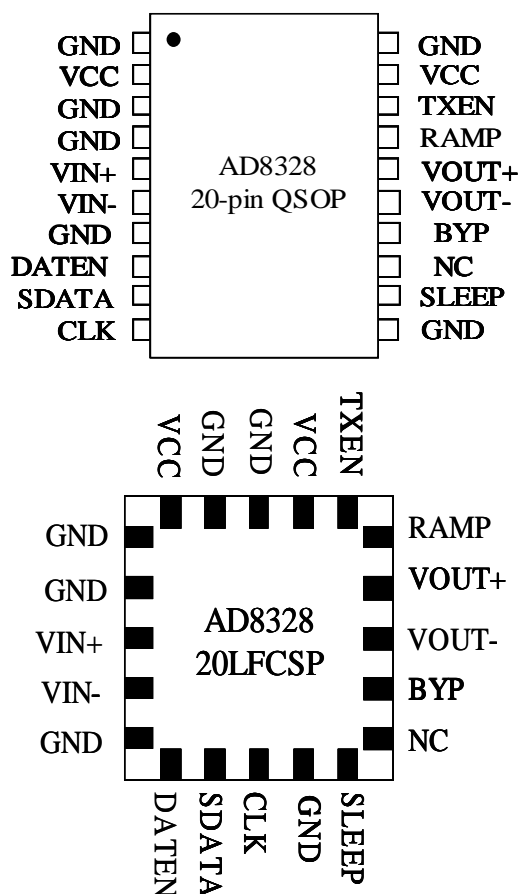 GND GND
VCC VCC
GND TXEN
GND RAMP
VIN+ AD8328 VOUT+
VIN- 20-pin QSOP VOUT-
GND BYP
DATEN NC
SDATA SLEEP
CLK GND
VCC GND GND VCC TXEN
GND RAMP
GND VOUT+
VIN+ AD8328 VOUT-
20LFCSP
VIN- BYP
GND NC
DATEN SDATA CLK GND SLEEP